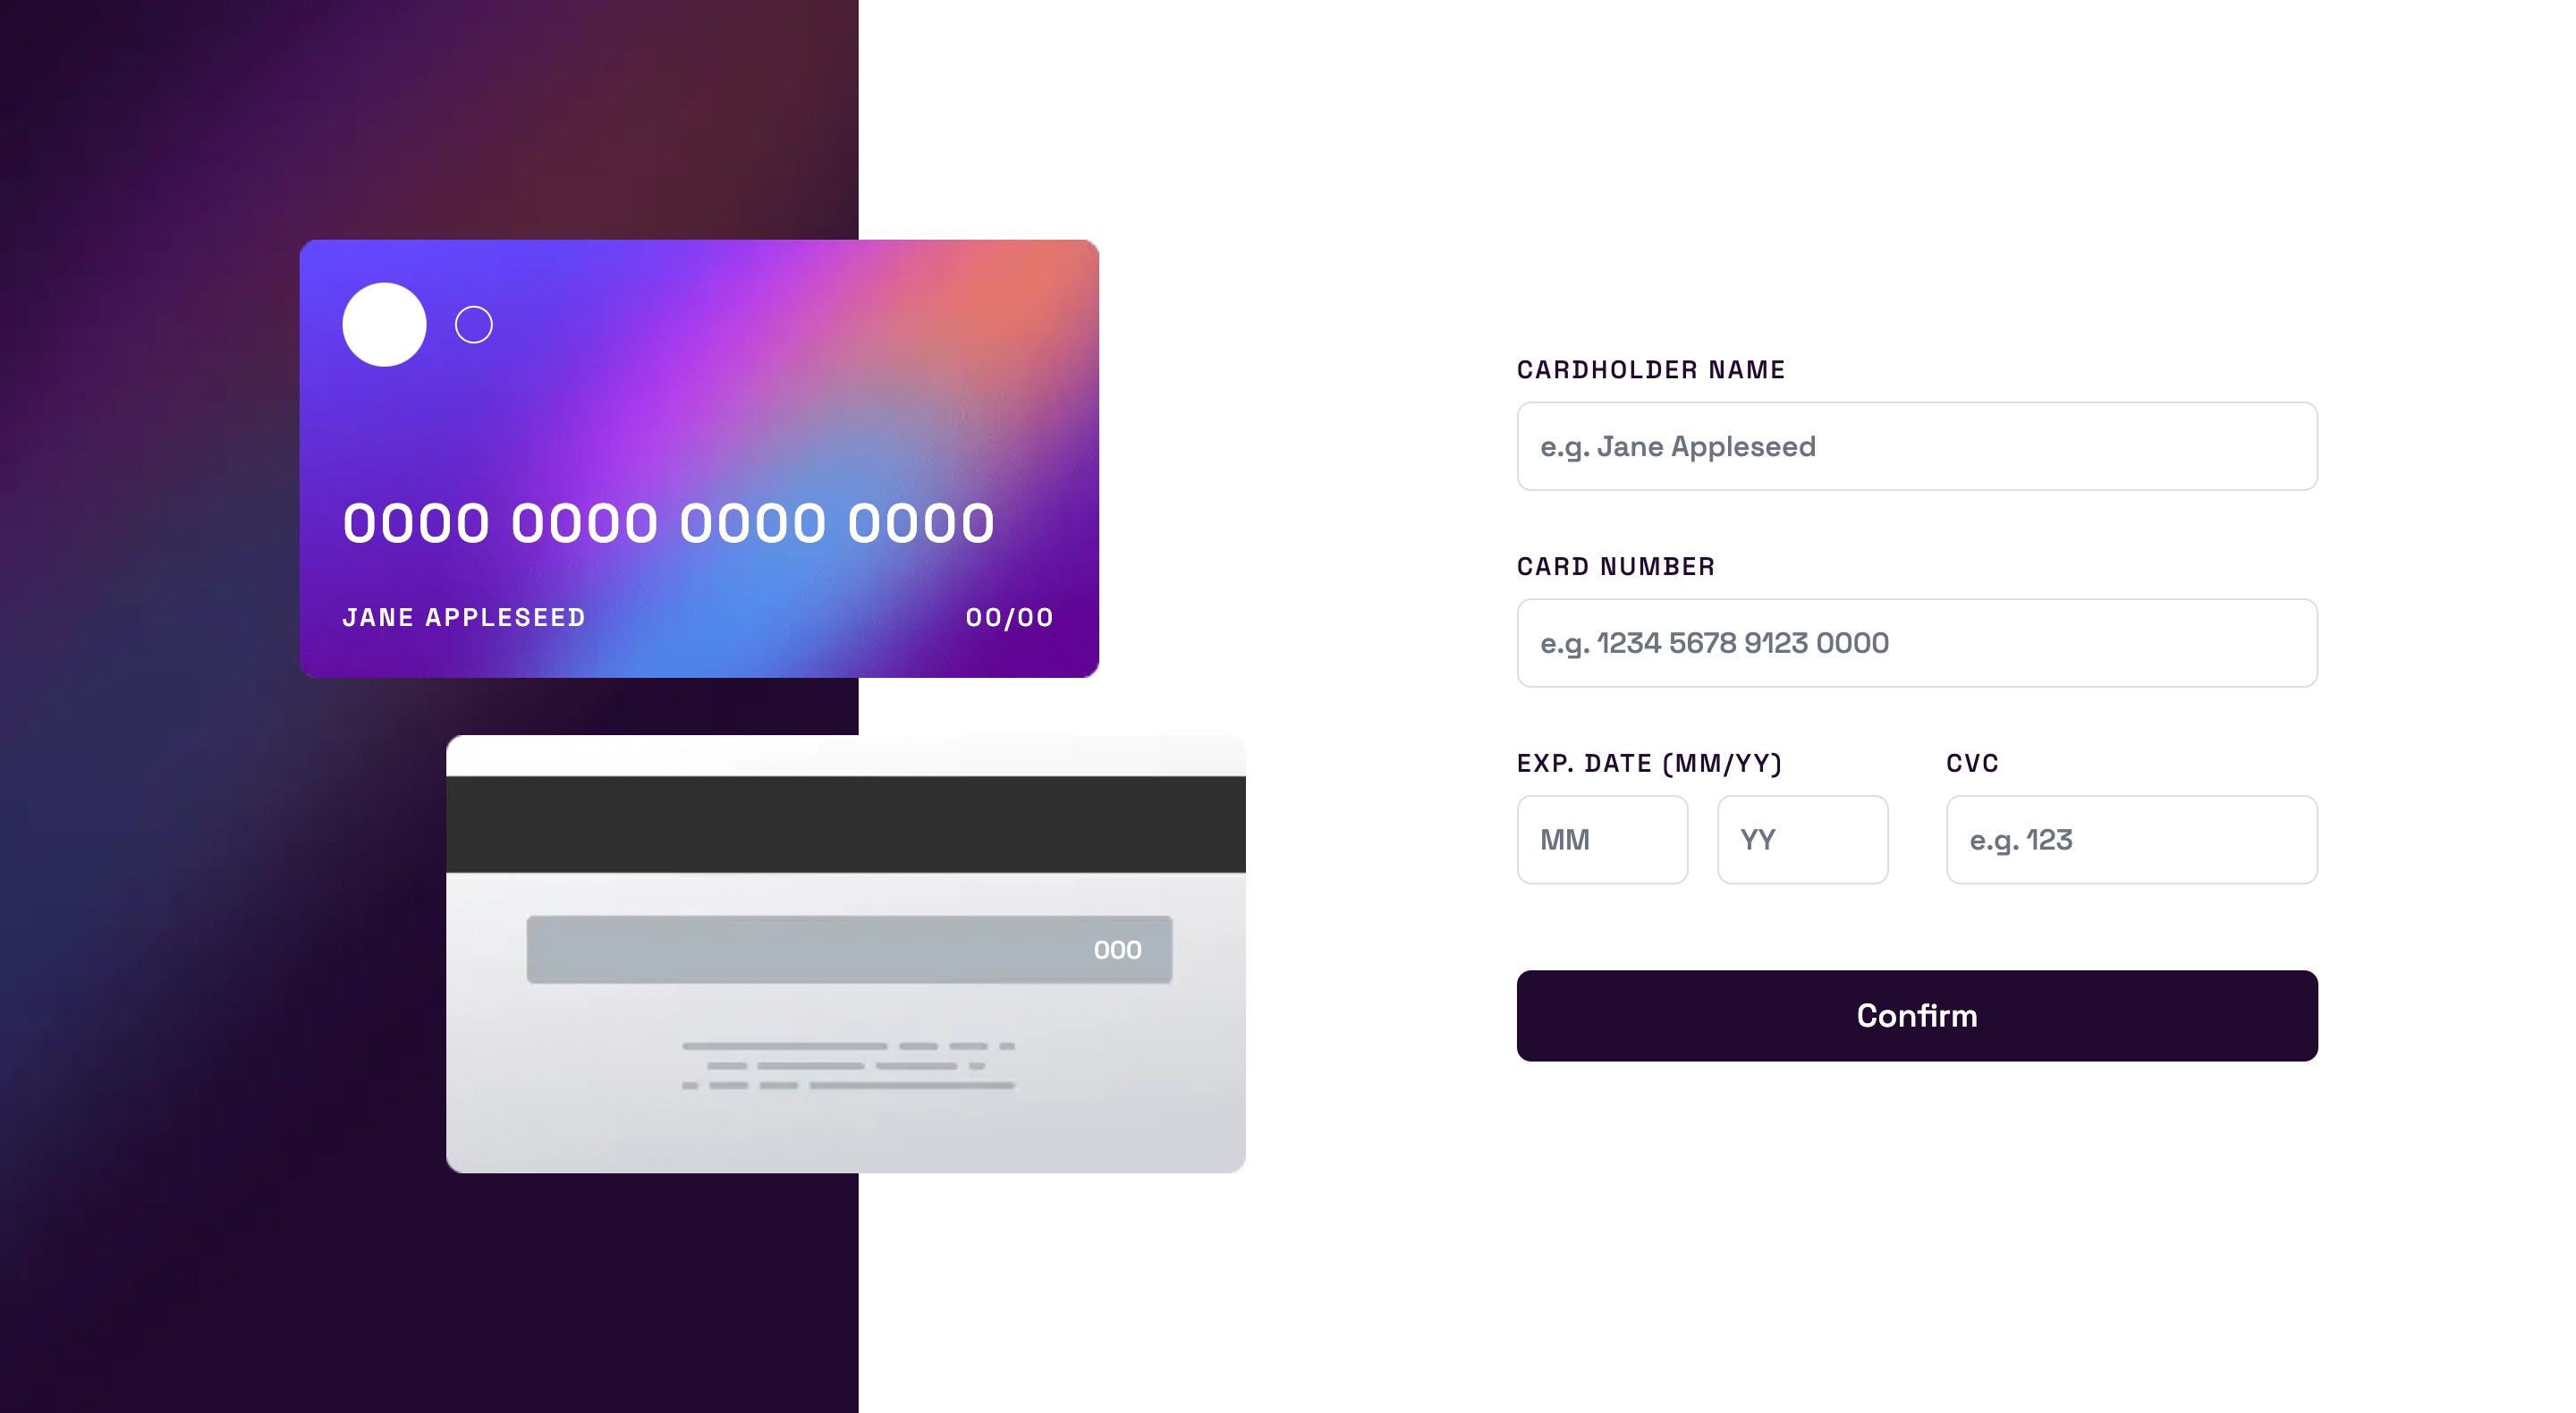 0000 0000 0000 0000
JANE APPLESEED 00/00
000
CARDHOLDER NAME
e.g. Jane Appleseed
CARD NUMBER
e.g. 1234 5678 9123 0000
EXP. DATE (MM/YY) CVC
MM YY e.g. 123
Confirm